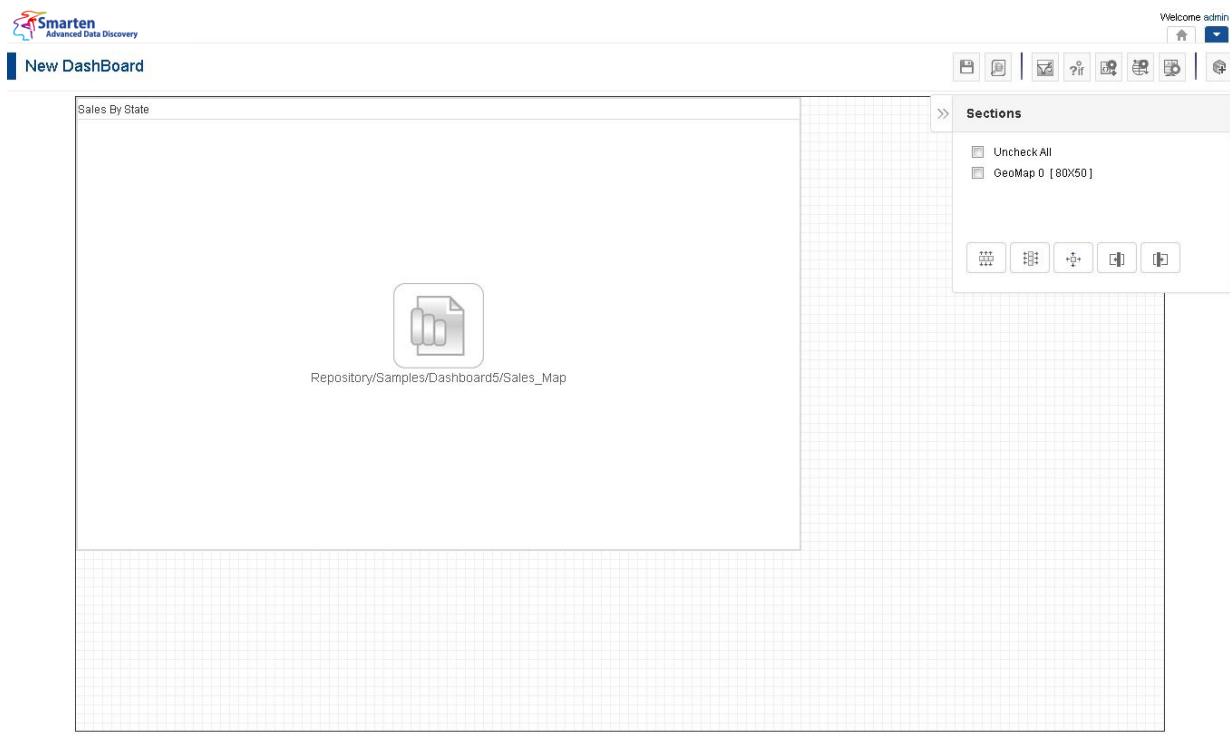 Smarten
Advanced Data Discovery
Welcome admin
New DashBoard
?if
Sales By State
Sections
Uncheck All
GeoMap 0 [ 80X50 ]
Repository/Samples/Dashboard5/Sales_Map